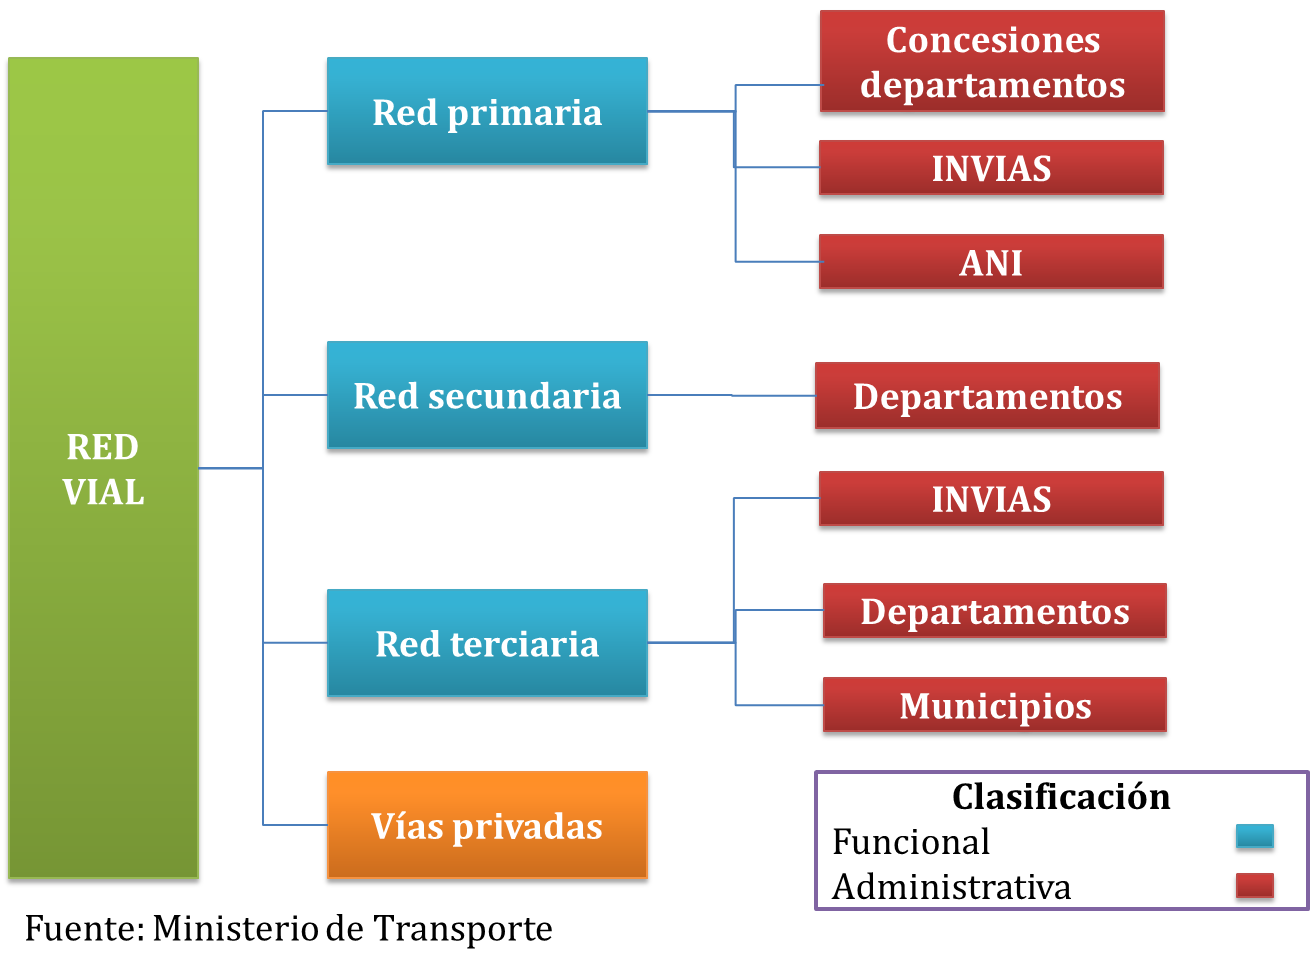 RED
VIAL
Red primaria
Concesiones
departamentos
INVIAS
ANI
Red secundaria
Departamentos
Red terciaria
INVIAS
Departamentos
Municipios
Vías privadas
Clasificación
Funcional
Administrativa
Fuente: Ministerio de Transporte